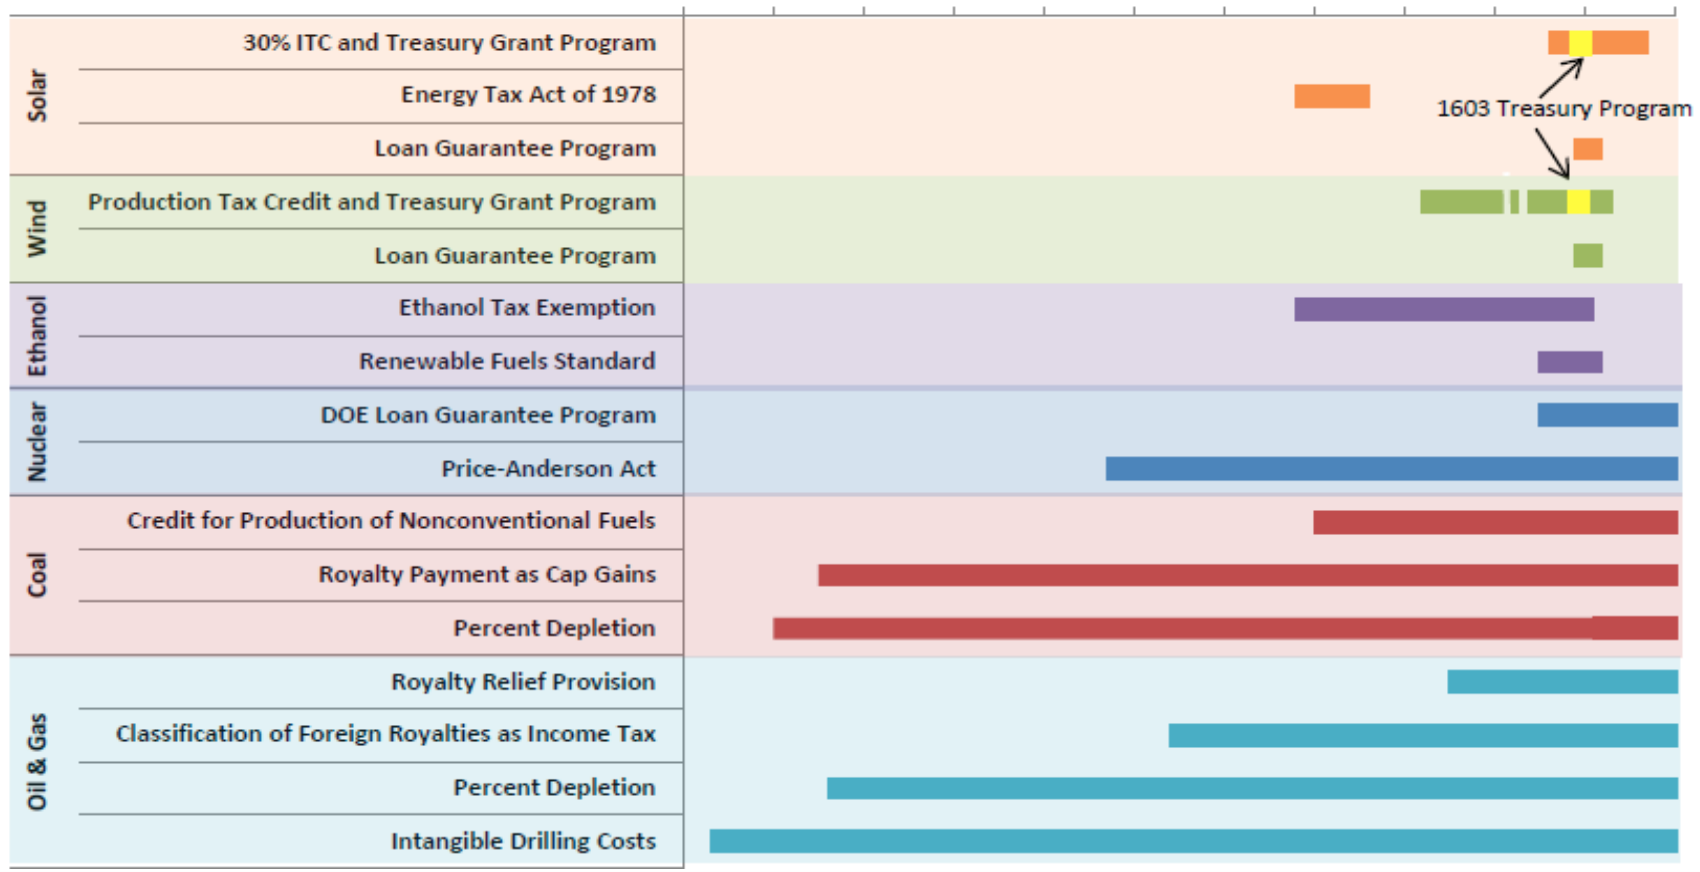 Solar
30% ITC and Treasury Grant Program
Energy Tax Act of 1978
1603 Treasury Program
Loan Guarantee Program
Wind
Production Tax Credit and Treasury Grant Program
Loan Guarantee Program
Ethanol
Ethanol Tax Exemption
Renewable Fuels Standard
Nuclear
DOE Loan Guarantee Program
Price-Anderson Act
Coal
Credit for Production of Nonconventional Fuels
Royalty Payment as Cap Gains
Percent Depletion
Oil & Gas
Royalty Relief Provision
Classification of Foreign Royalties as Income Tax
Percent Depletion
Intangible Drilling Costs